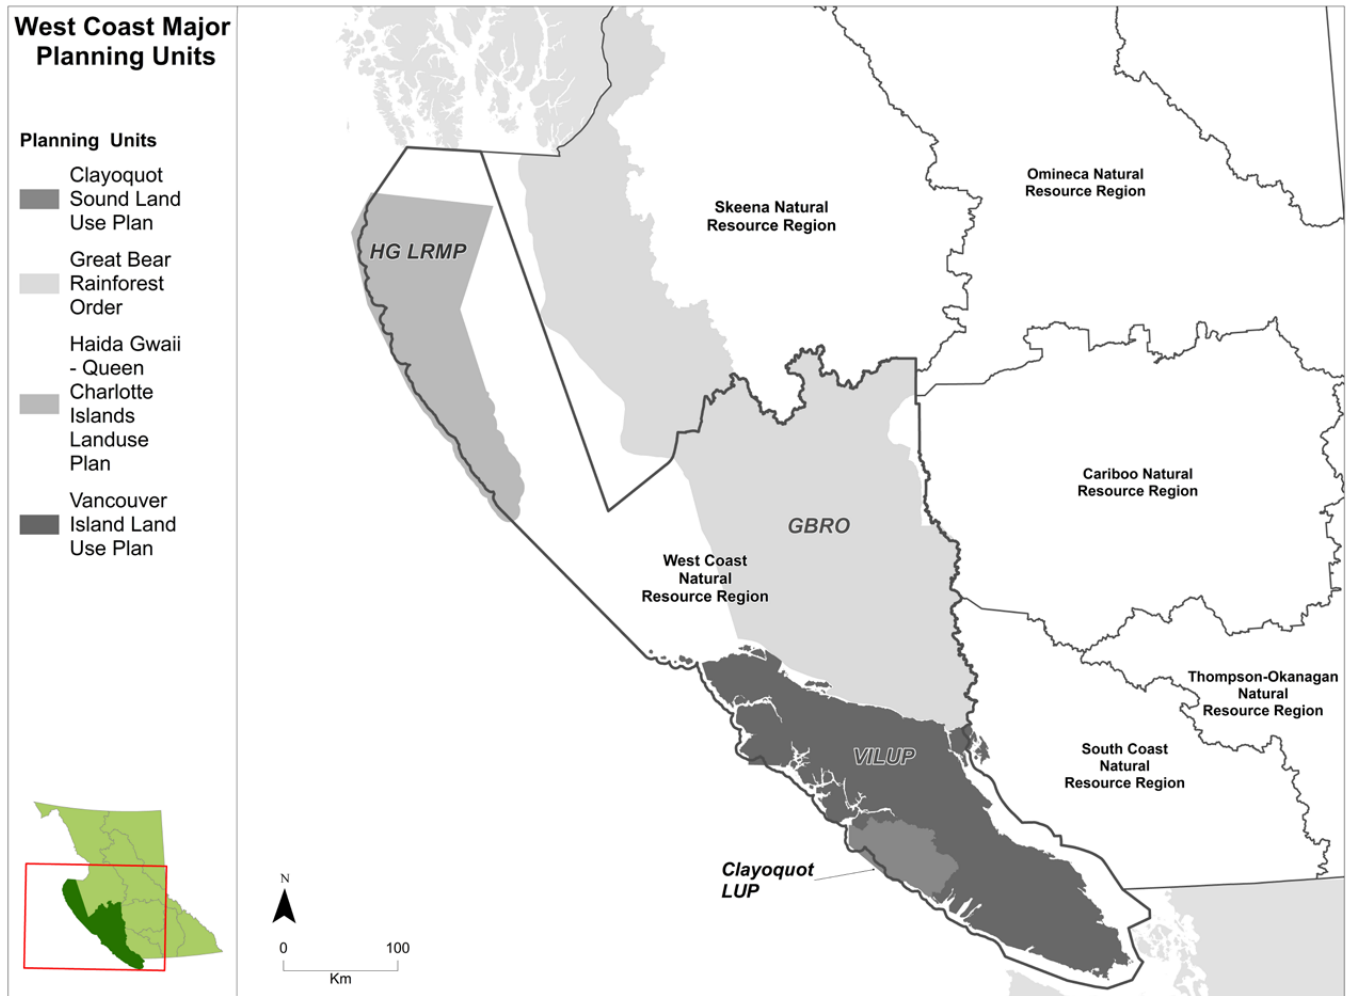 West Coast Major
Planning Units
Planning Units
Clayoquot
Sound Land
Use Plan
Great Bear
Rainforest
Order
Haida Gwaii
- Queen
Charlotte
Islands
Landuse
Plan
Vancouver
Island Land
Use Plan
HG LRMP
Skeena Natural
Resource Region
Omineca Natural
Resource Region
Cariboo Natural
Resource Region
GBRO
West Coast
Natural
Resource Region
Thompson-Okanagan
Natural
Resource Region
South Coast
Natural
Resource Region
VILUP
Clayoquot
LUP
N
0 100
Km